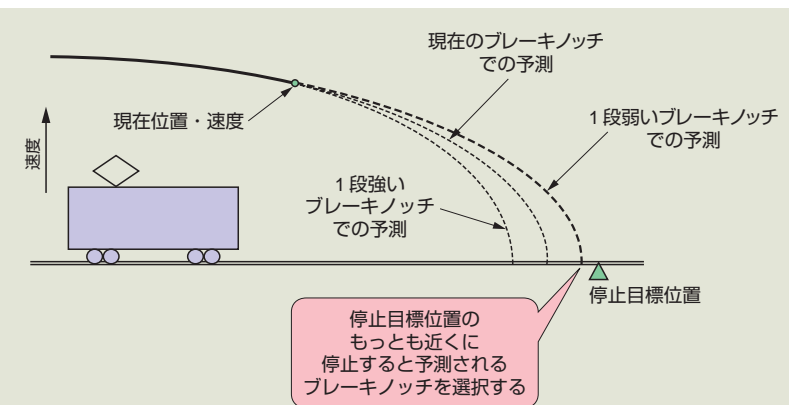 現在のブレーキノッチ
での予測
現在位置・速度
1段弱いブレーキノッチ
での予測
速度
1段強い
ブレーキノッチ
での予測
停止目標位置
停止目標位置の
もっとも近くに
停止すると予測される
ブレーキノッチを選択する